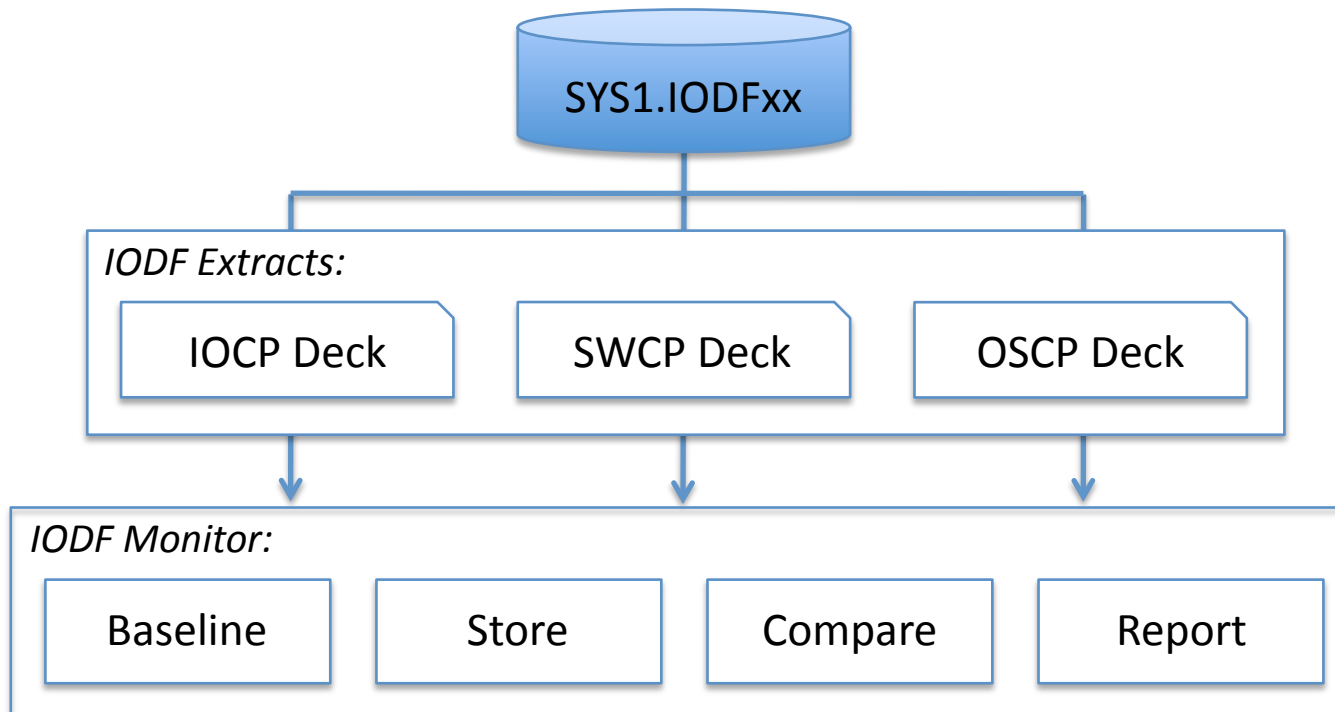 SYS1.IODFxx
IODF Extracts:
IOCP Deck
SWCP Deck
OSCP Deck
IODF Monitor:
Baseline
Store
Compare
Report